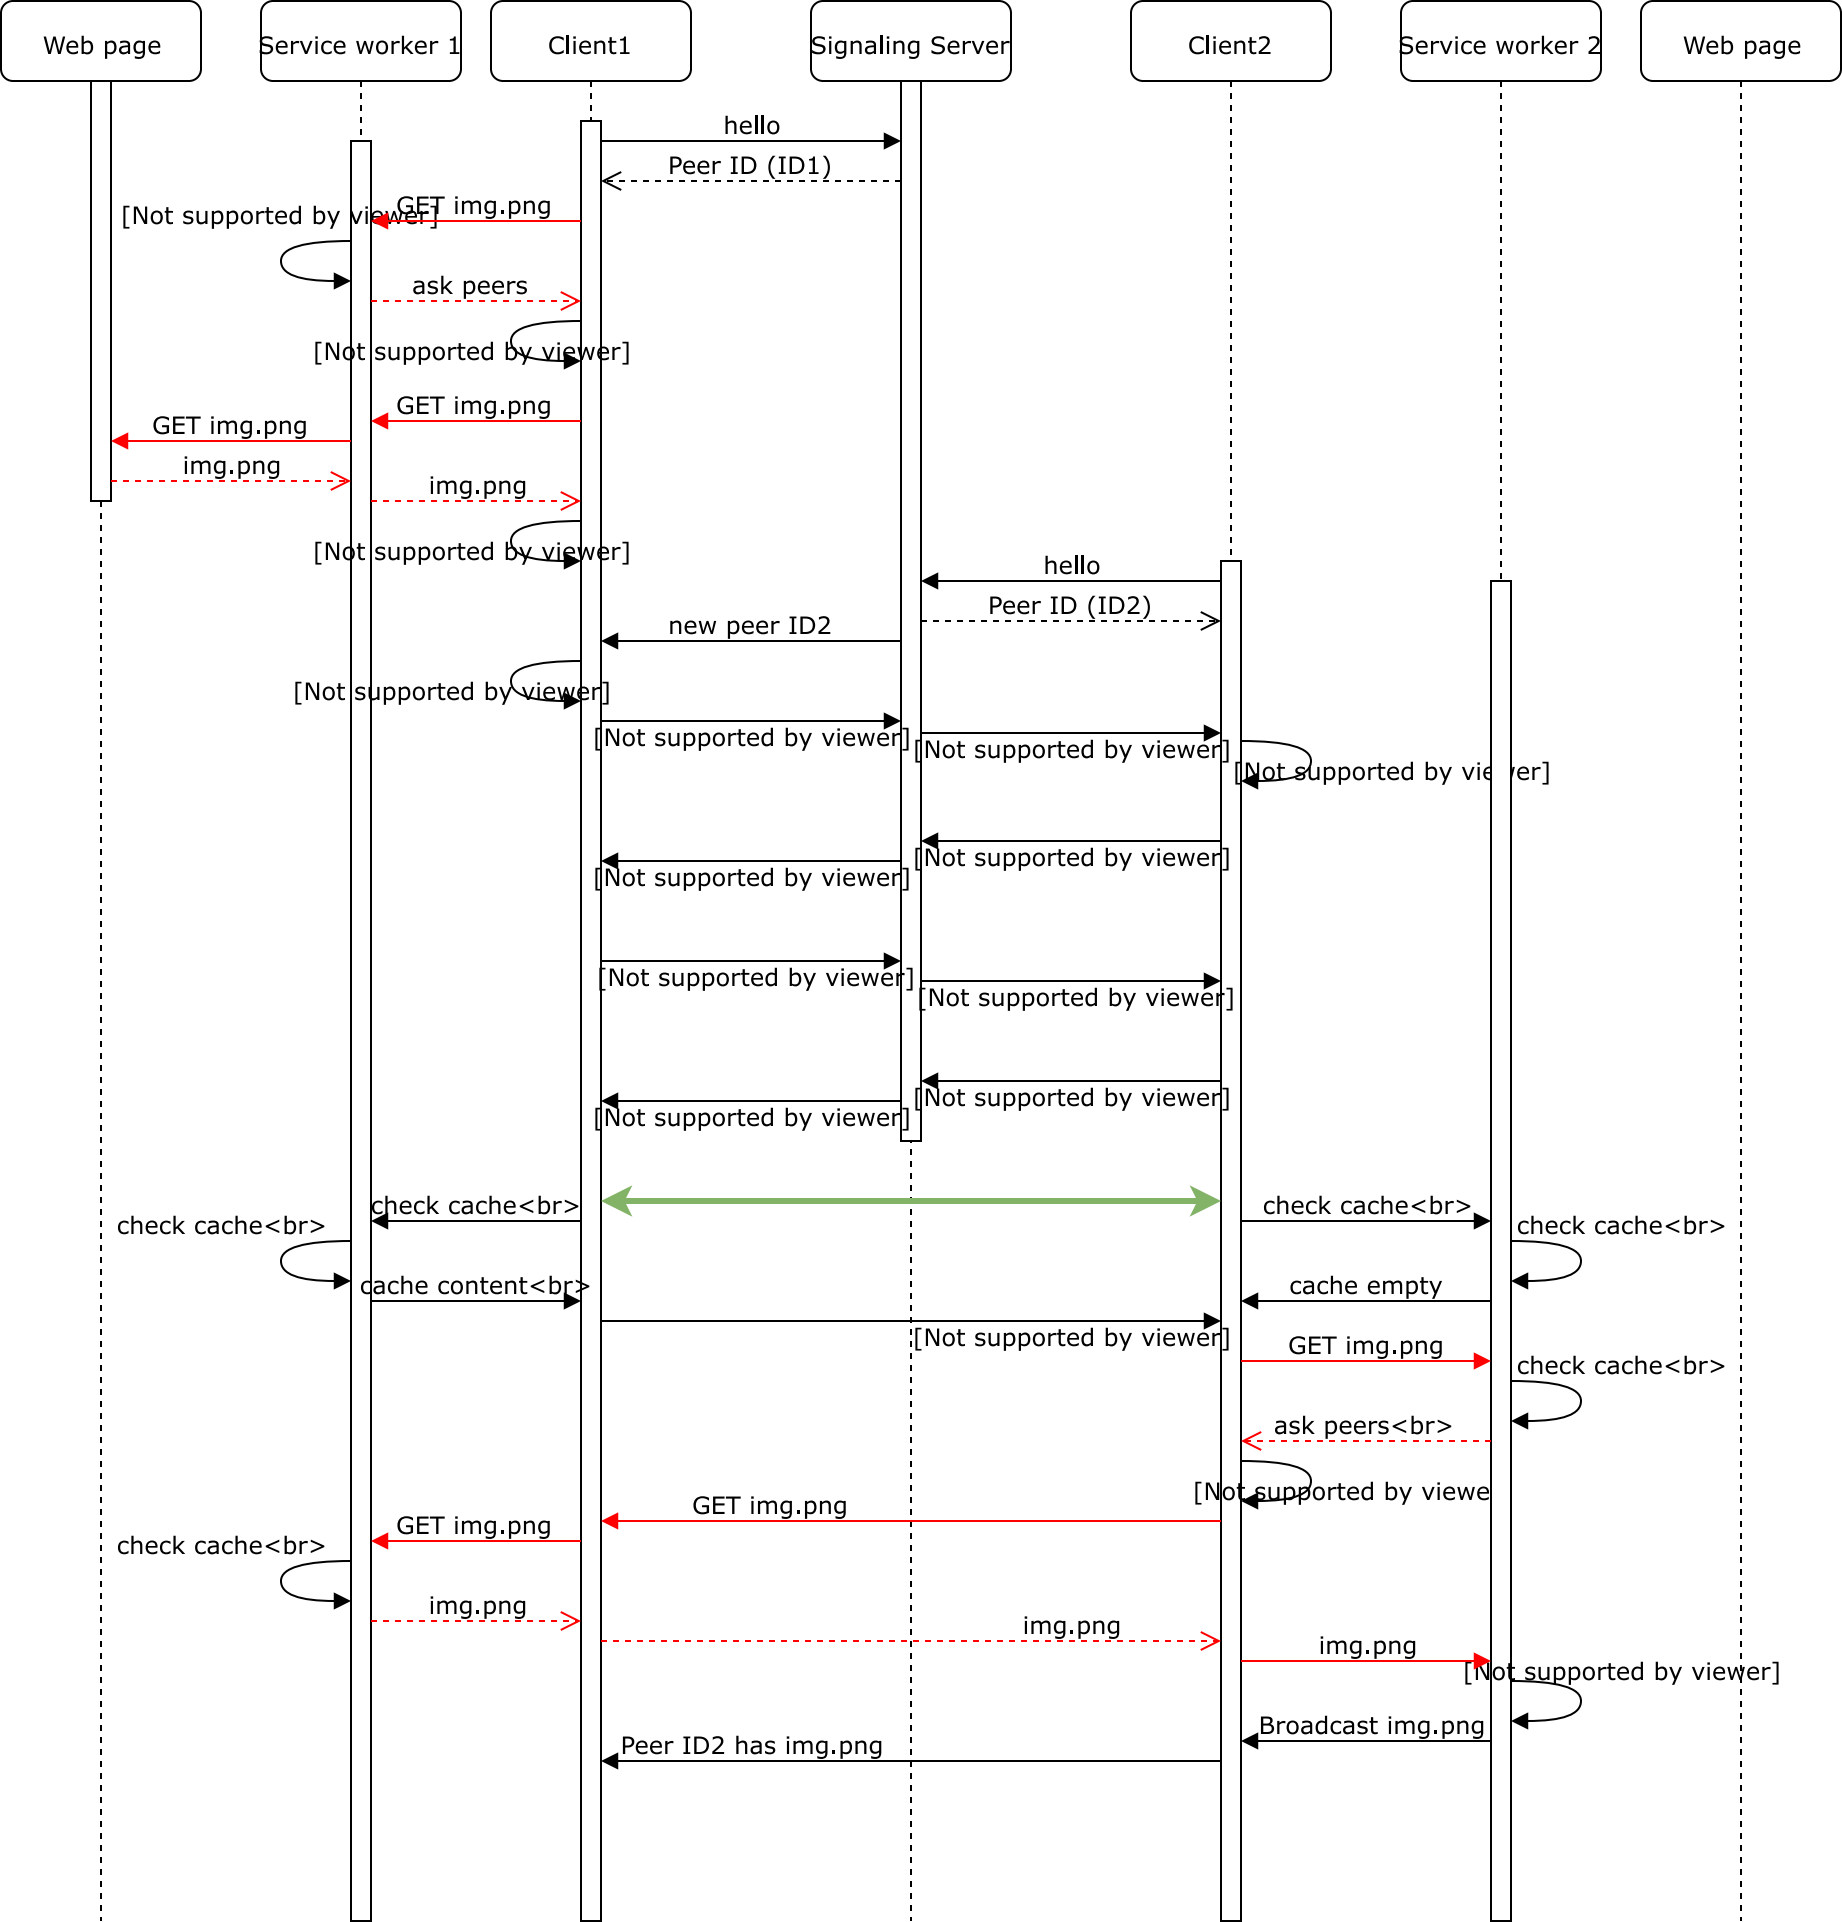 Web page
Service worker 1
Client1
Signaling Server
Client2
Service worker 2
Web page
hello
Peer ID (ID1)
GET img.png
[Not supported by viewer]
ask peers
[Not supported by viewer]
GET img.png
GET img.png
img.png
img.png
[Not supported by viewer]
hello
Peer ID (ID2)
new peer ID2
[Not supported by viewer]
[Not supported by viewer]
[Not supported by viewer]
[Not supported by viewer]
[Not supported by viewer]
[Not supported by viewer]
[Not supported by viewer]
[Not supported by viewer]
[Not supported by viewer]
[Not supported by viewer]
check cache<br>
check cache<br>
check cache<br>
check cache<br>
cache content<br>
cache empty
[Not supported by viewer]
GET img.png
check cache<br>
ask peers<br>
[Not supported by viewe
GET img.png
GET img.png
check cache<br>
img.png
img.png
img.png
[Not supported by viewer]
Broadcast img.png
Peer ID2 has img.png